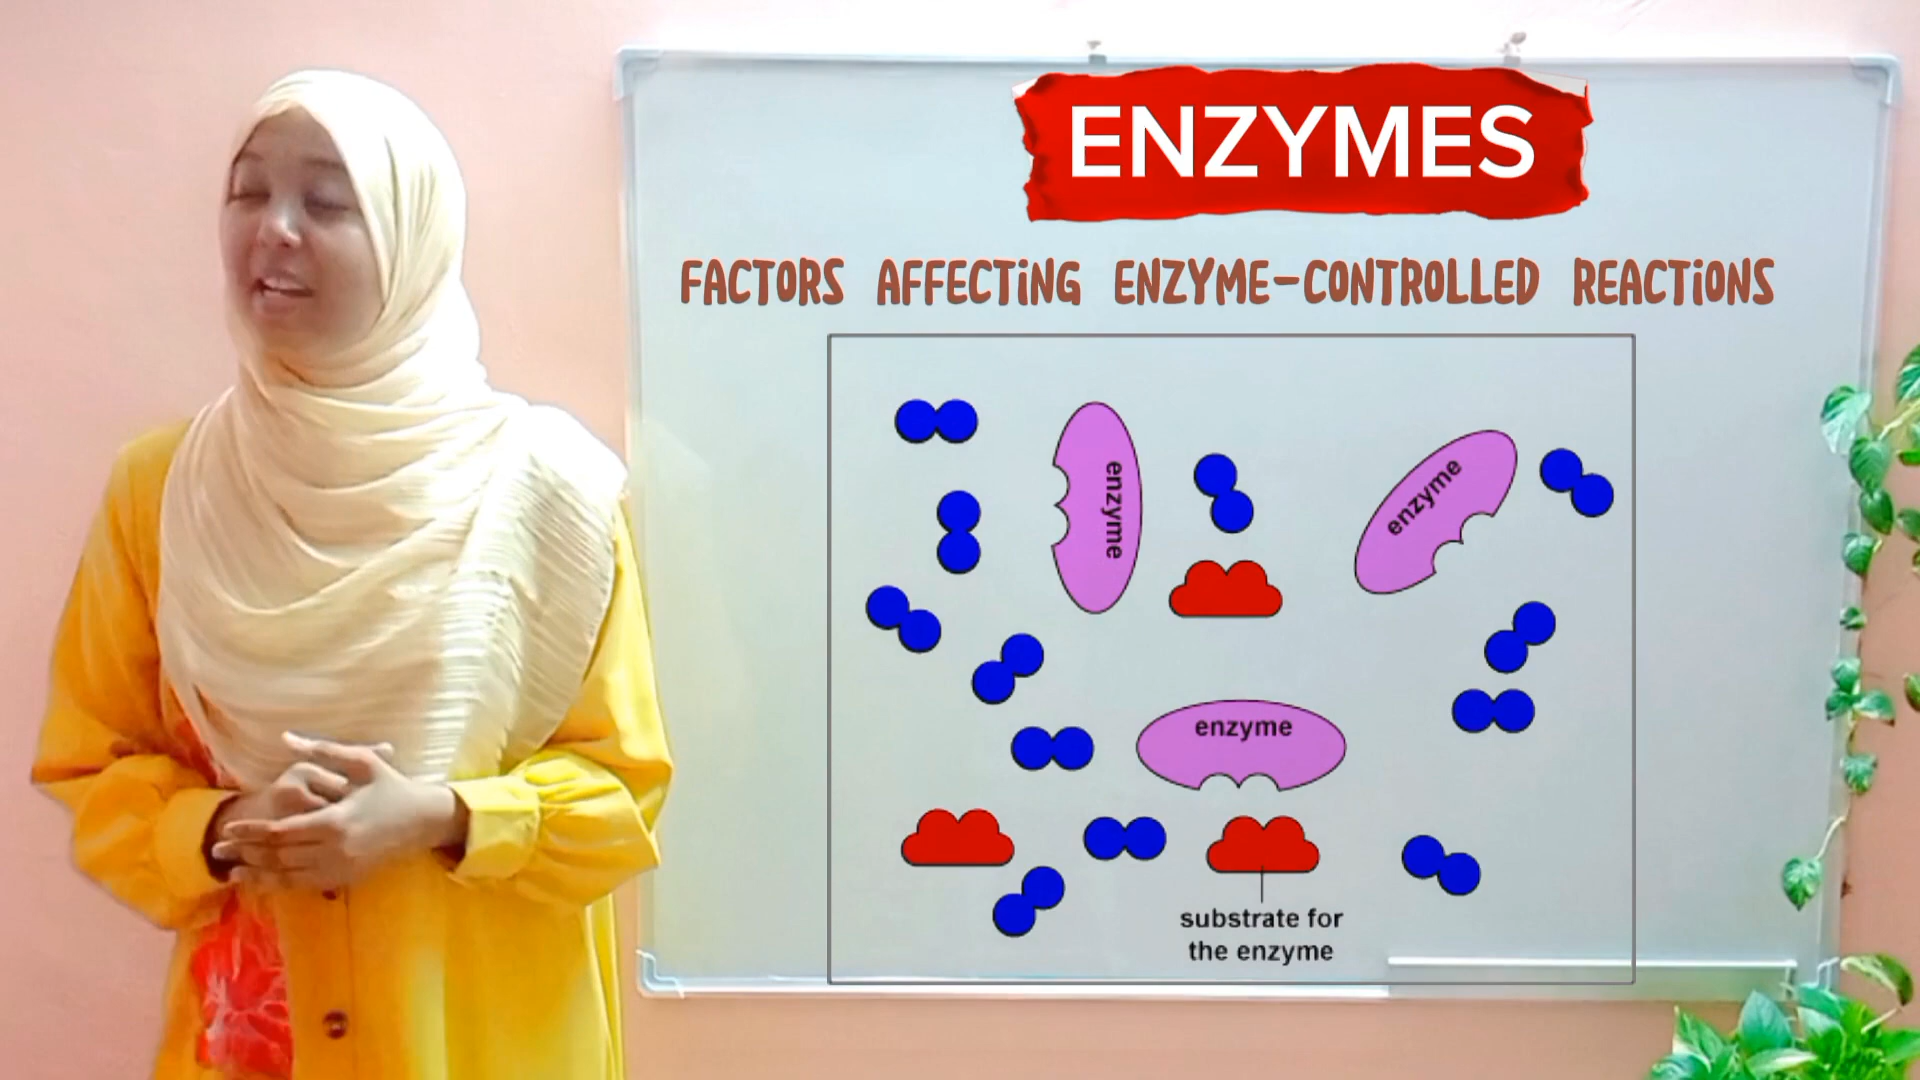 ENZYMES
FACTORS AFFECTING ENZYME-CONTROLLED REACTIONS
enzyme
enzyme
enzyme
substrate for
the enzyme